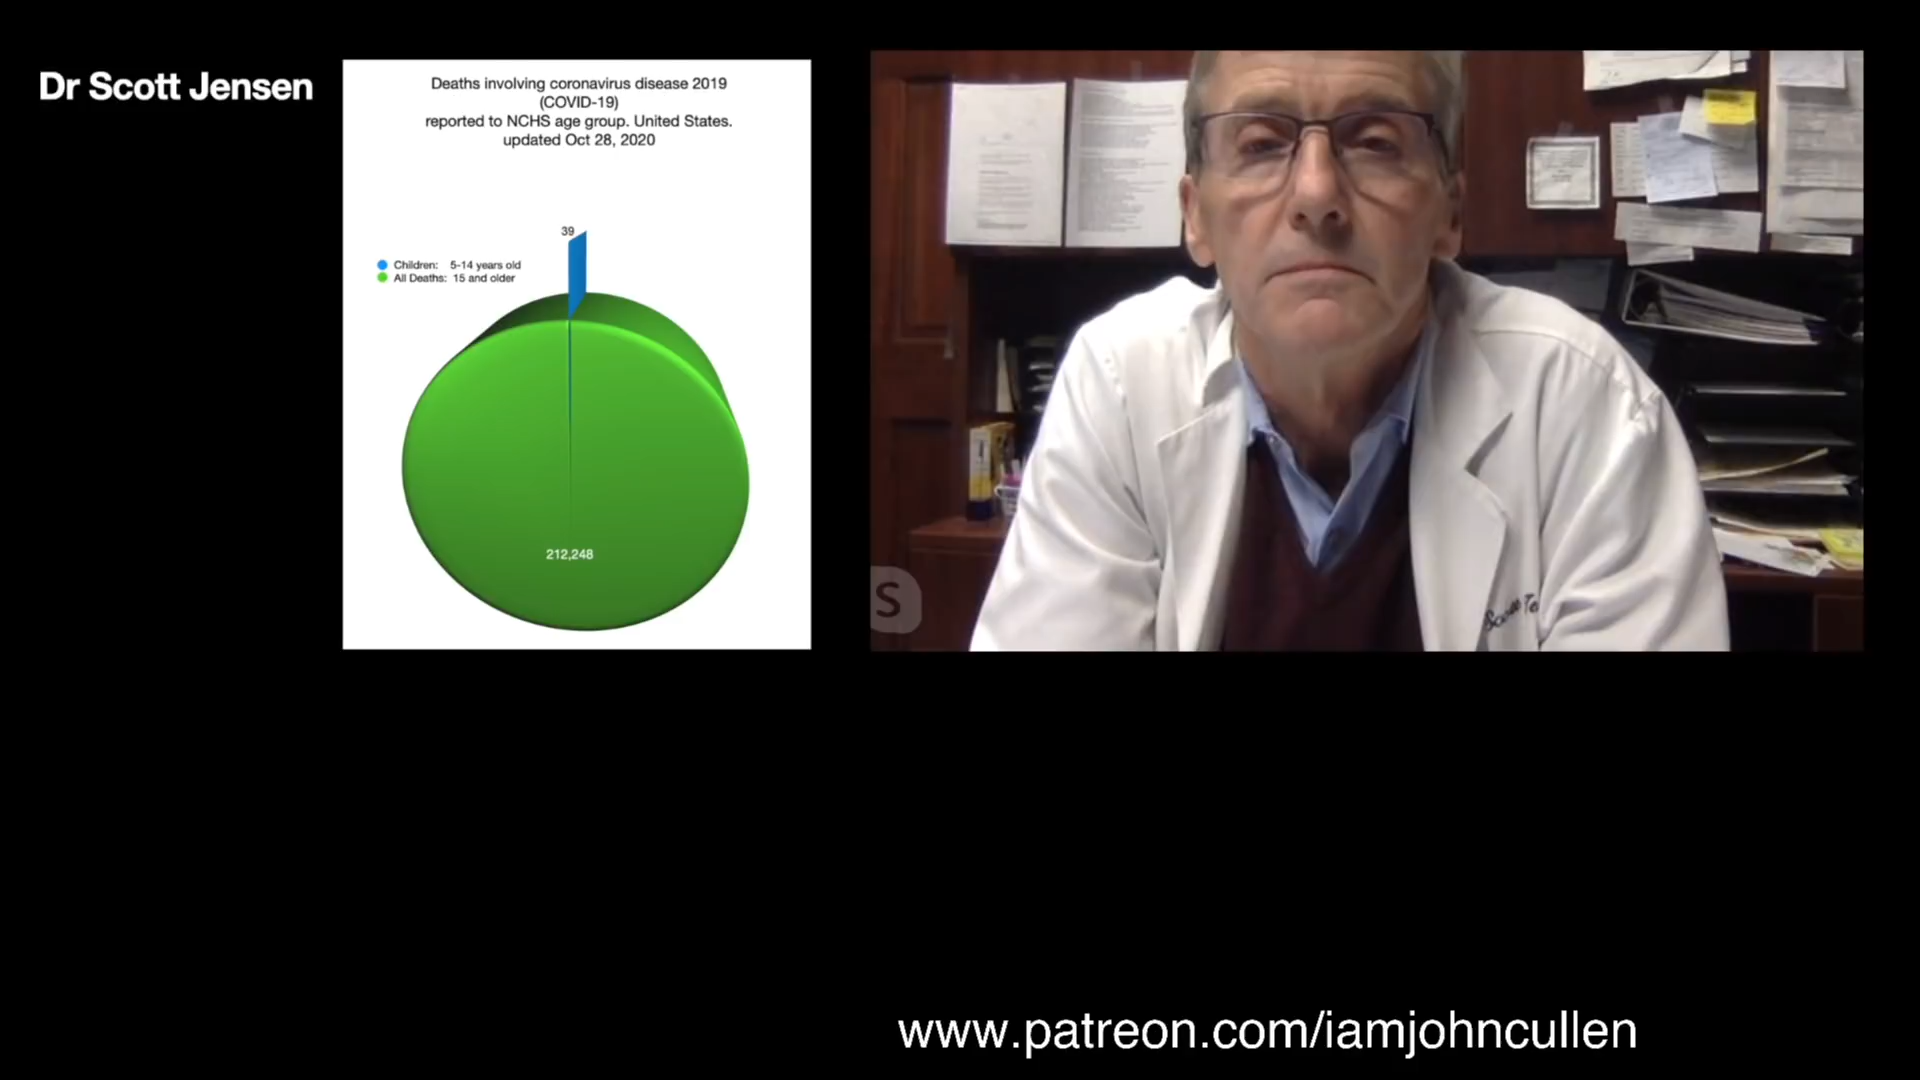 Dr Scott Jensen
Deaths involving coronavirus disease 2019
(COVID-19)
reported to NCHS age group. United States.
updated Oct 28, 2020
39
Children: 5-14 years old
All Deaths: 15 and older
212,248
S
www.patreon.com/iamjohncullen